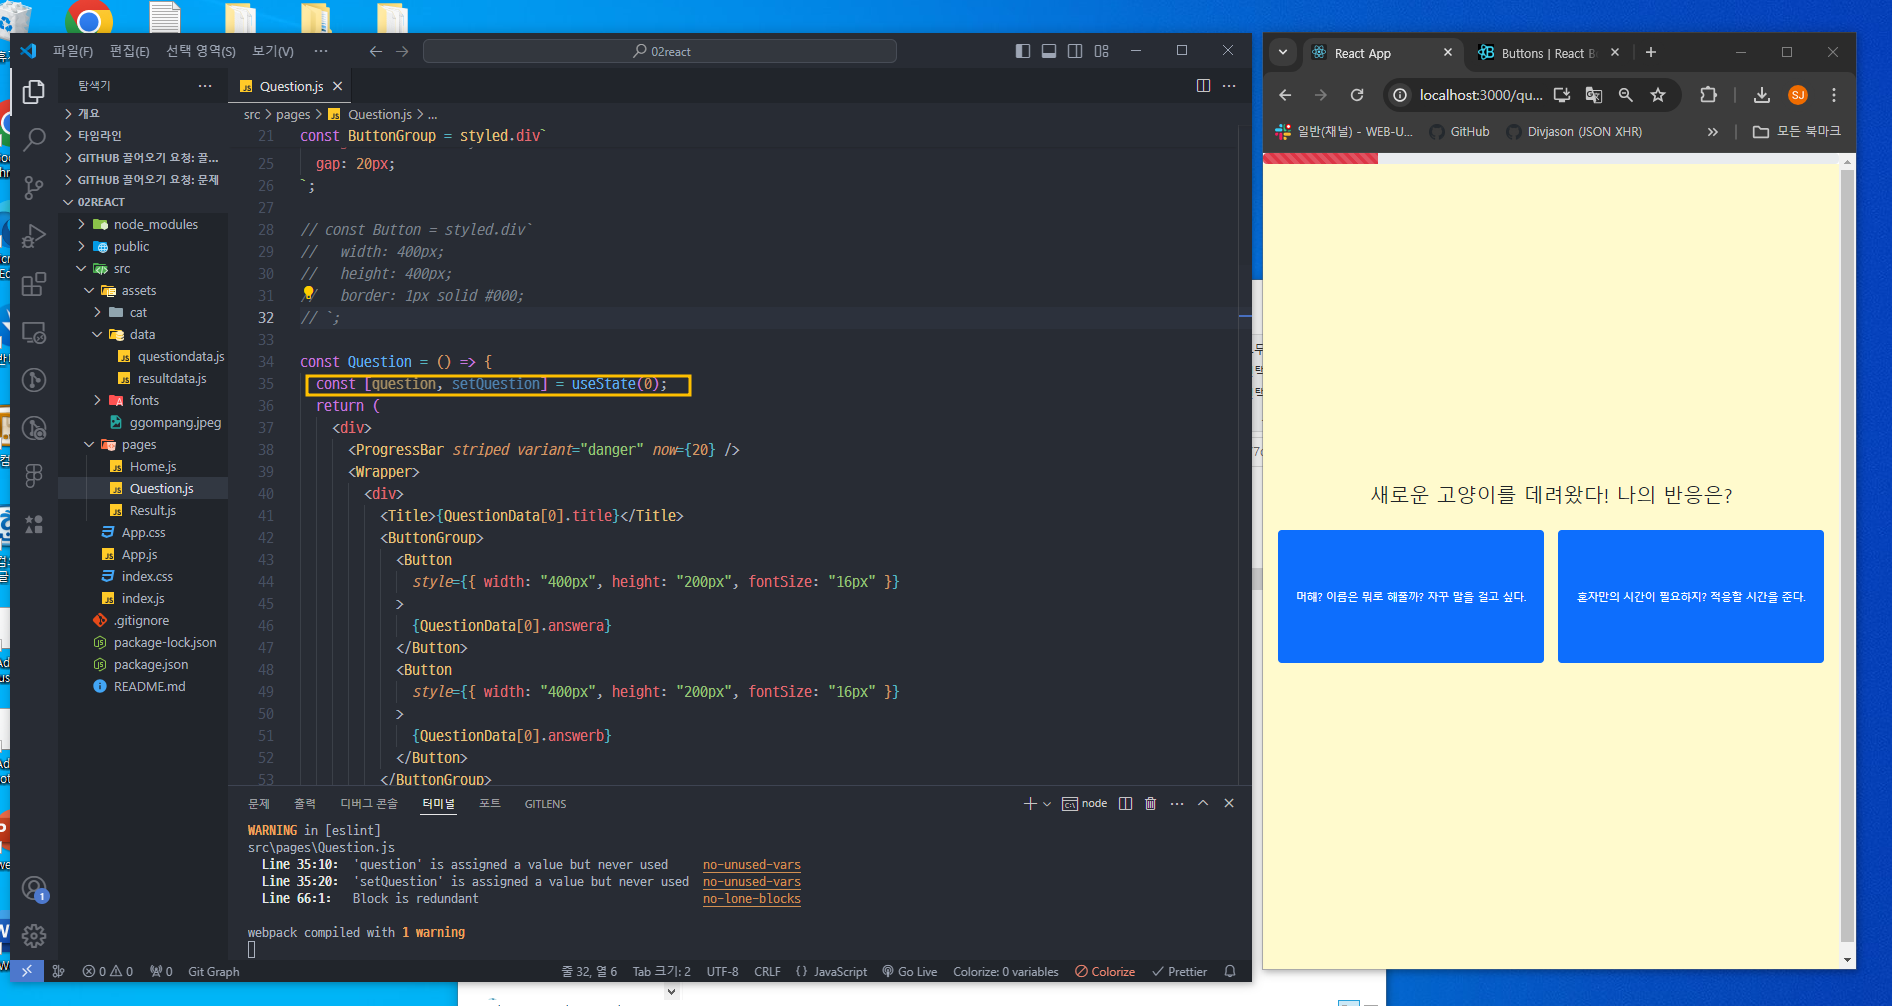 파일(F) 편집(E) 선택 영역(S) 보기(V) ··· 02react
탐색기
개요
타임라인
GITHUB 끌어오기 요청: 끌...
GITHUB 끌어오기 요청: 문제
02REACT
node_modules
public
src
assets
cat
data
questiondata.js
resultdata.js
fonts
ggompang.jpeg
pages
Home.js
Question.js
Result.js
App.css
App.js
index.css
index.js
.gitignore
package-lock.json
package.json
README.md
Question.js
src > pages > Question.js > ...
21 const ButtonGroup = styled.div`
25 gap: 20px;
26 `;
27
28 // const Button = styled.div`
29 //   width: 400px;
30 //   height: 400px;
31 //   border: 1px solid #000;
32 // `;
33
34 const Question = () => {
35 const [question, setQuestion] = useState(0);
36 return (
37 <div>
38 <ProgressBar striped variant="danger" now={20} />
39 <Wrapper>
40 <div>
41 <Title>{QuestionData[0].title}</Title>
42 <ButtonGroup>
43 <Button
44 style={{ width: "400px", height: "200px", fontSize: "16px" }}
45 >
46 {QuestionData[0].answera}
47 </Button>
48 <Button
49 style={{ width: "400px", height: "200px", fontSize: "16px" }}
50 >
51 {QuestionData[0].answerb}
52 </Button>
53 </ButtonGroup>
문제 출력 디버그 콘솔 터미널 포트 GITLENS
node
WARNING in [eslint]
src\pages\Question.js
Line 35:10: 'question' is assigned a value but never used no-unused-vars
Line 35:20: 'setQuestion' is assigned a value but never used no-unused-vars
Line 66:1: Block is redundant no-lone-blocks
webpack compiled with 1 warning
1
0 0 0 Git Graph
줄 32, 열 6 Tab 크기: 2 UTF-8 CRLF {} JavaScript Go Live Colorize: 0 variables Colorize Prettier
React App
Buttons | React B
localhost:3000/qu...
SJ
일반(채널) - WEB-U... GitHub Divjason (JSON XHR) » 모든 북마크
새로운 고양이를 데려왔다! 나의 반응은?
머해? 이름은 뭐로 해줄까? 자꾸 말을 걸고 싶다.
혼자만의 시간이 필요하지? 적응할 시간을 준다.